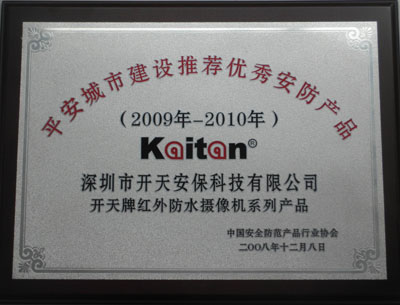 平安城市建设推荐优秀安防产品
（2009年-2010年）
Kaitan®
深圳市开天安保科技有限公司
开天牌红外防水摄像机系列产品
中国安全防范产品行业协会
二〇〇八年十二月八日